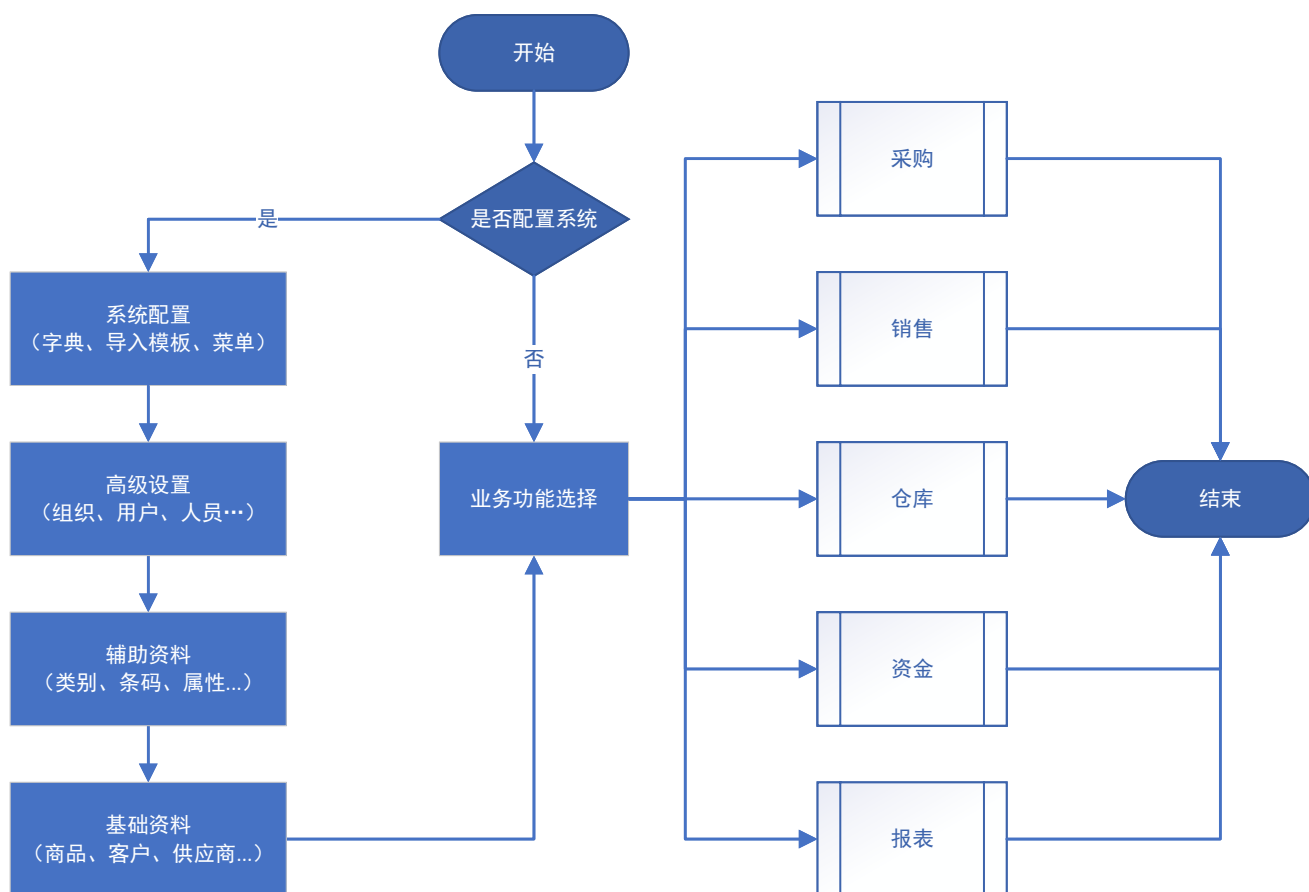 开始
是否配置系统
是
否
系统配置
（字典、导入模板、菜单）
高级设置
（组织、用户、人员…）
辅助资料
（类别、条码、属性...）
基础资料
（商品、客户、供应商...）
业务功能选择
采购
销售
仓库
资金
报表
结束